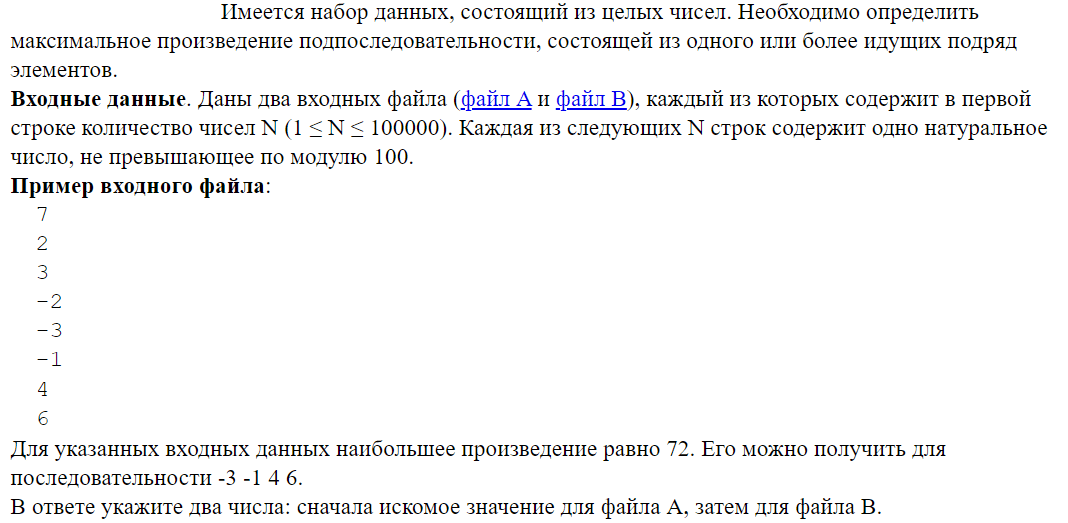 Имеется набор данных, состоящий из целых чисел. Необходимо определить
максимальное произведение подпоследовательности, состоящей из одного или более идущих подряд
элементов.
Входные данные. Даны два входных файла (файл A и файл B), каждый из которых содержит в первой
строке количество чисел N (1 ≤ N ≤ 100000). Каждая из следующих N строк содержит одно натуральное
число, не превышающее по модулю 100.
Пример входного файла:
7
2
3
-2
-3
-1
4
6
Для указанных входных данных наибольшее произведение равно 72. Его можно получить для
последовательности -3 -1 4 6.
В ответе укажите два числа: сначала искомое значение для файла A, затем для файла B.